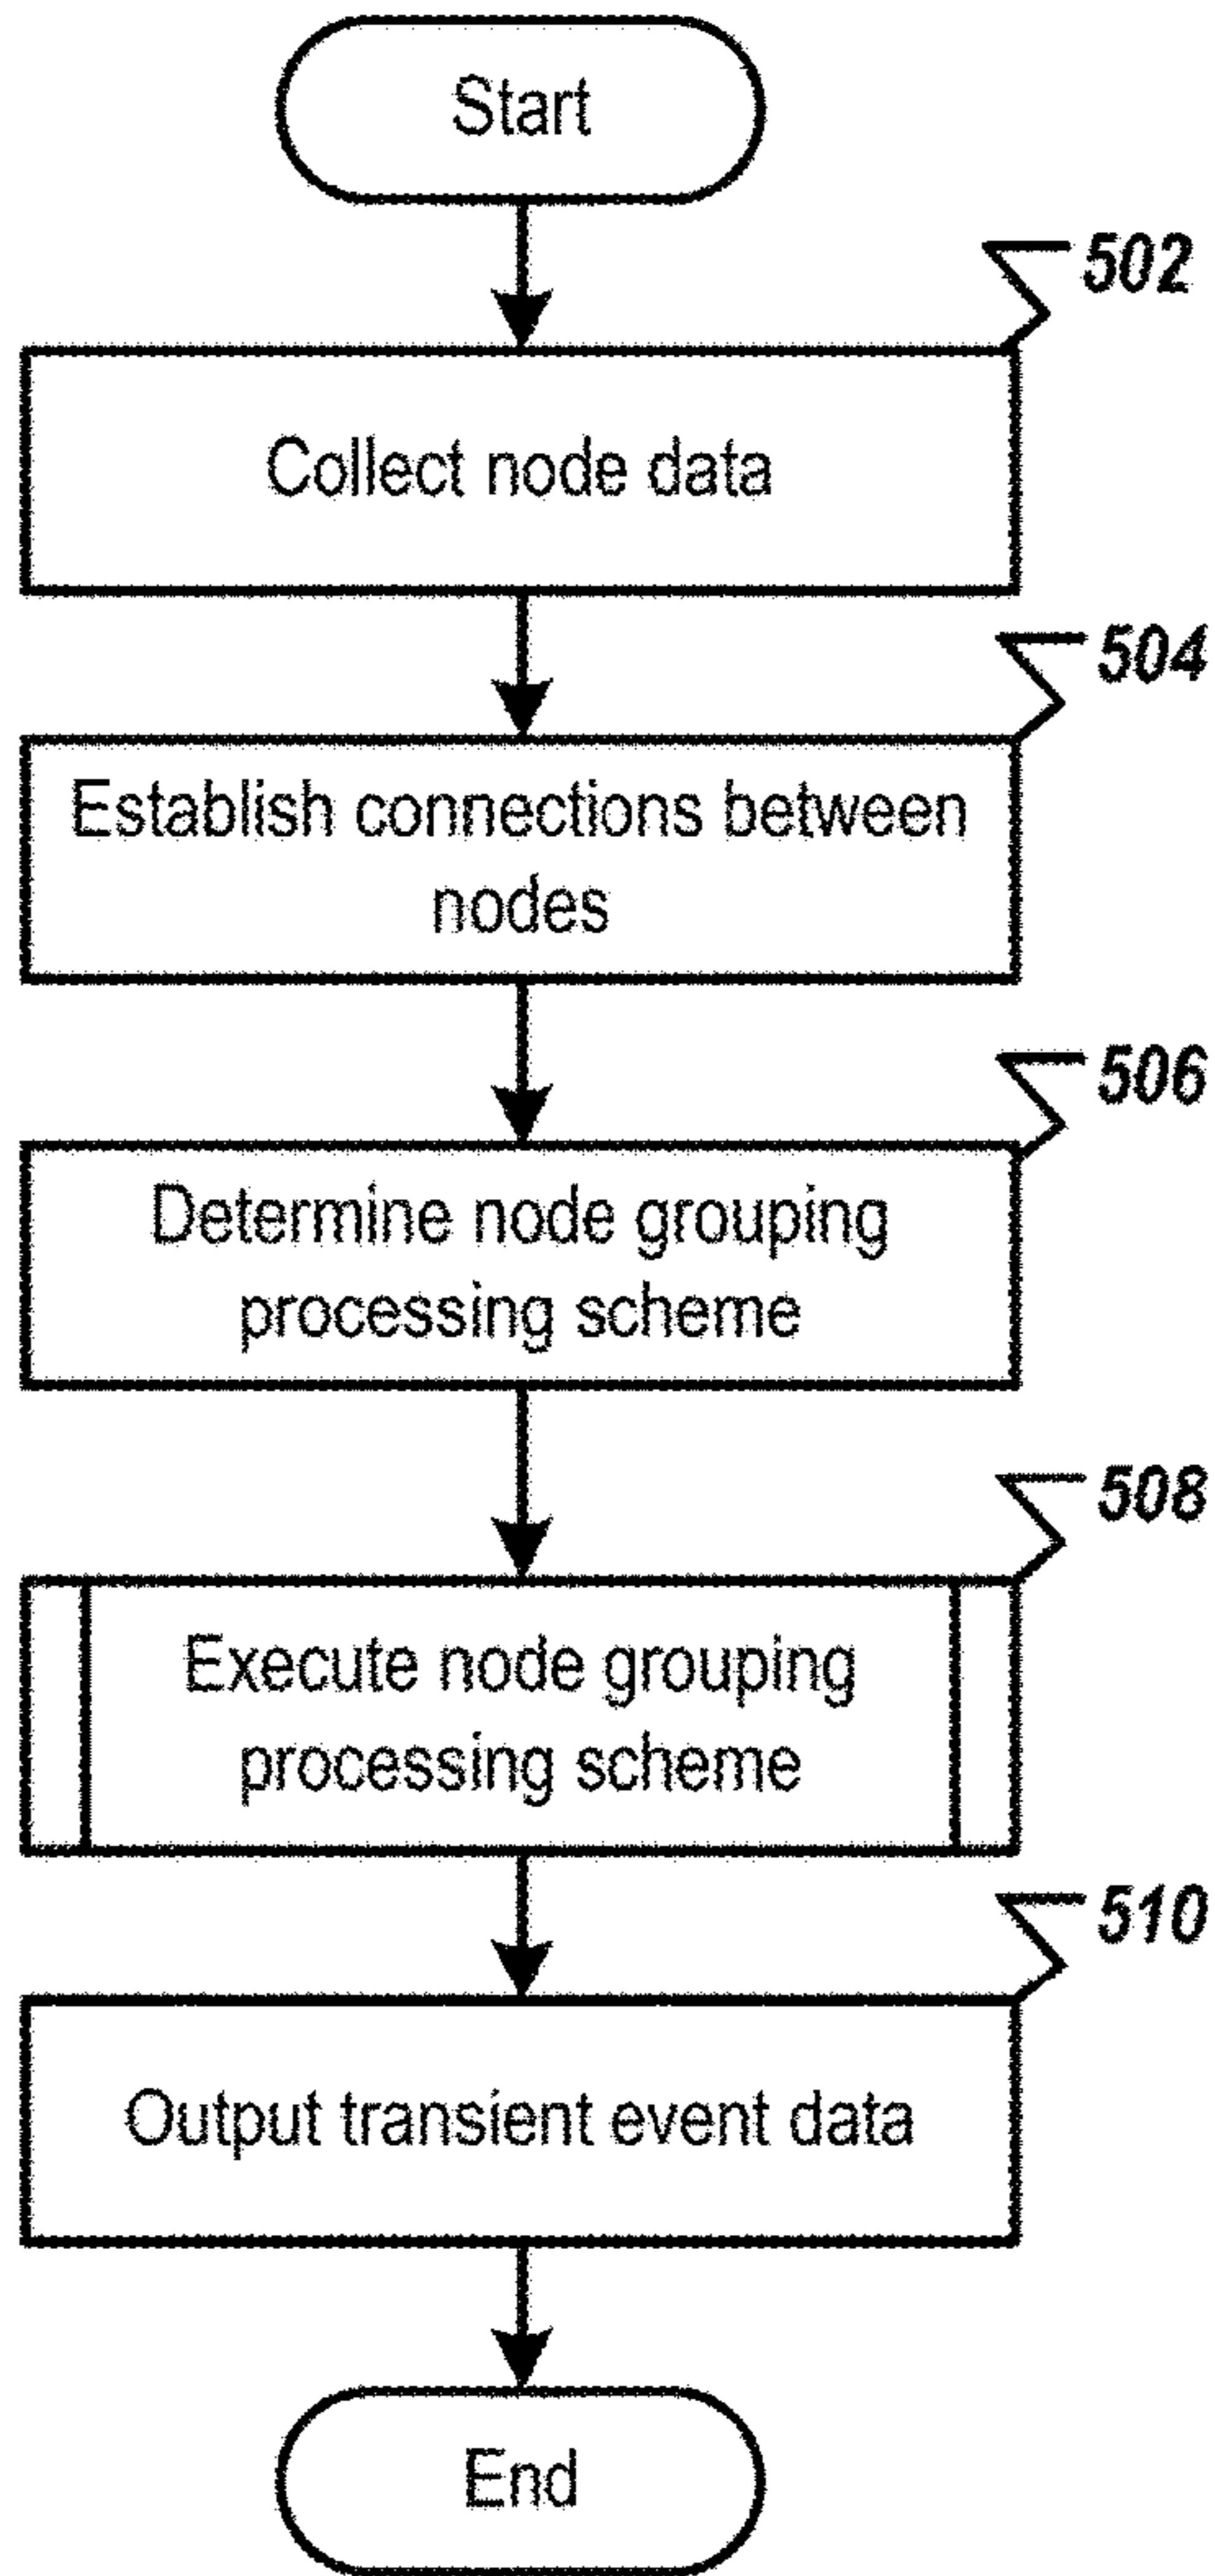 Start
502
Collect node data
504
Establish connections between
nodes
506
Determine node grouping
processing scheme
508
Execute node grouping
processing scheme
510
Output transient event data
End